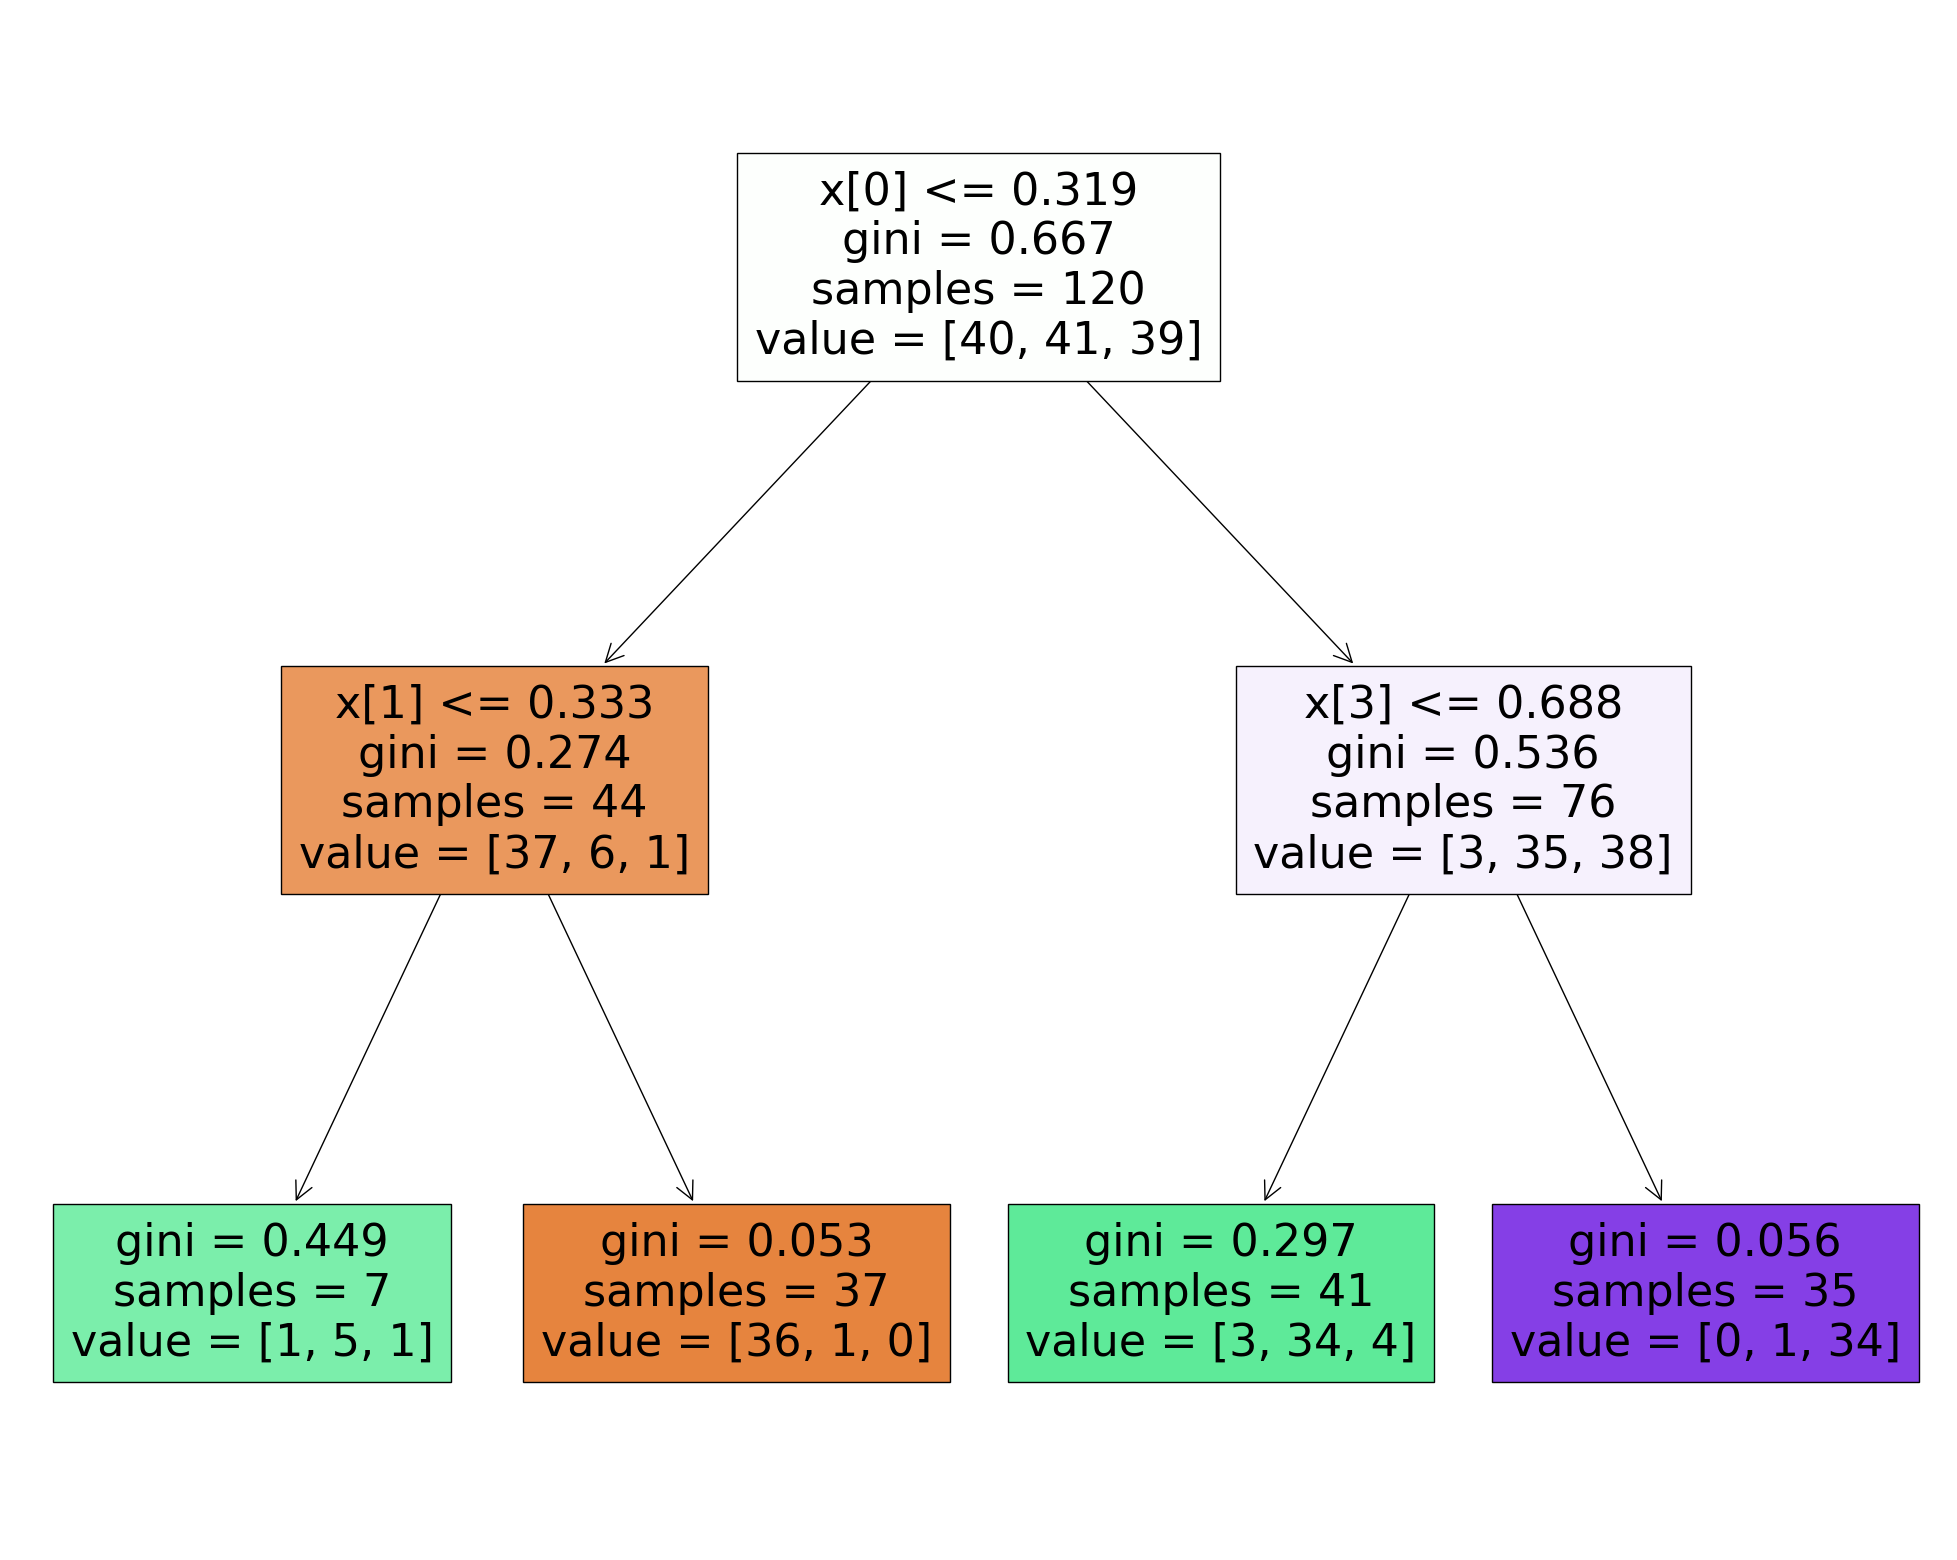 x[0] <= 0.319
gini = 0.667
samples = 120
value = [40, 41, 39]
x[1] <= 0.333
gini = 0.274
samples = 44
value = [37, 6, 1]
x[3] <= 0.688
gini = 0.536
samples = 76
value = [3, 35, 38]
gini = 0.449
samples = 7
value = [1, 5, 1]
gini = 0.053
samples = 37
value = [36, 1, 0]
gini = 0.297
samples = 41
value = [3, 34, 4]
gini = 0.056
samples = 35
value = [0, 1, 34]